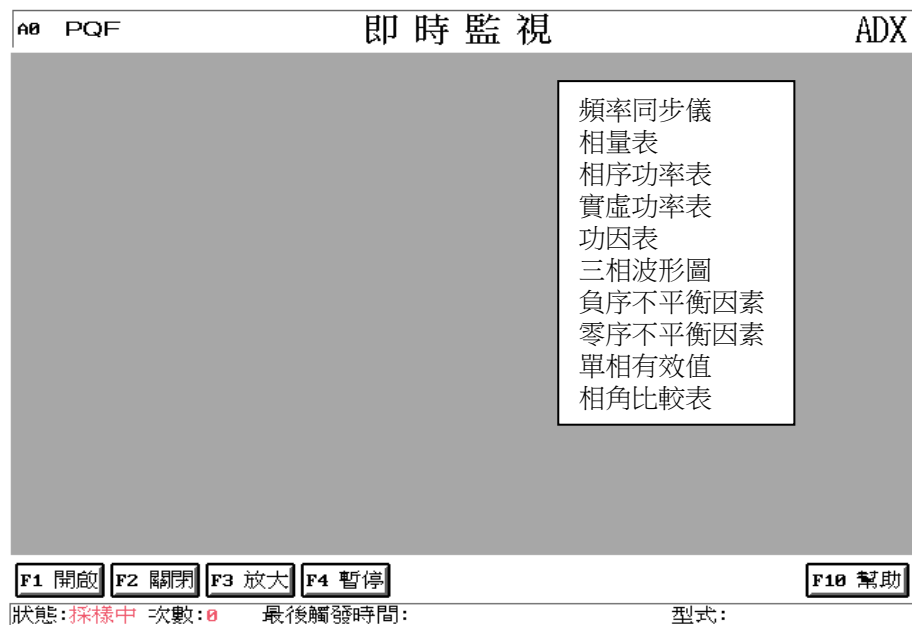 A0 PQF 即時監視 ADX
頻率同步儀
相量表
相序功率表
實虛功率表
功因表
三相波形圖
負序不平衡因素
零序不平衡因素
單相有效值
相角比較表
F1 開啟 F2 關閉 F3 放大 F4 暫停 F10 幫助
狀態:採樣中 次數:0 最後觸發時間: 型式: